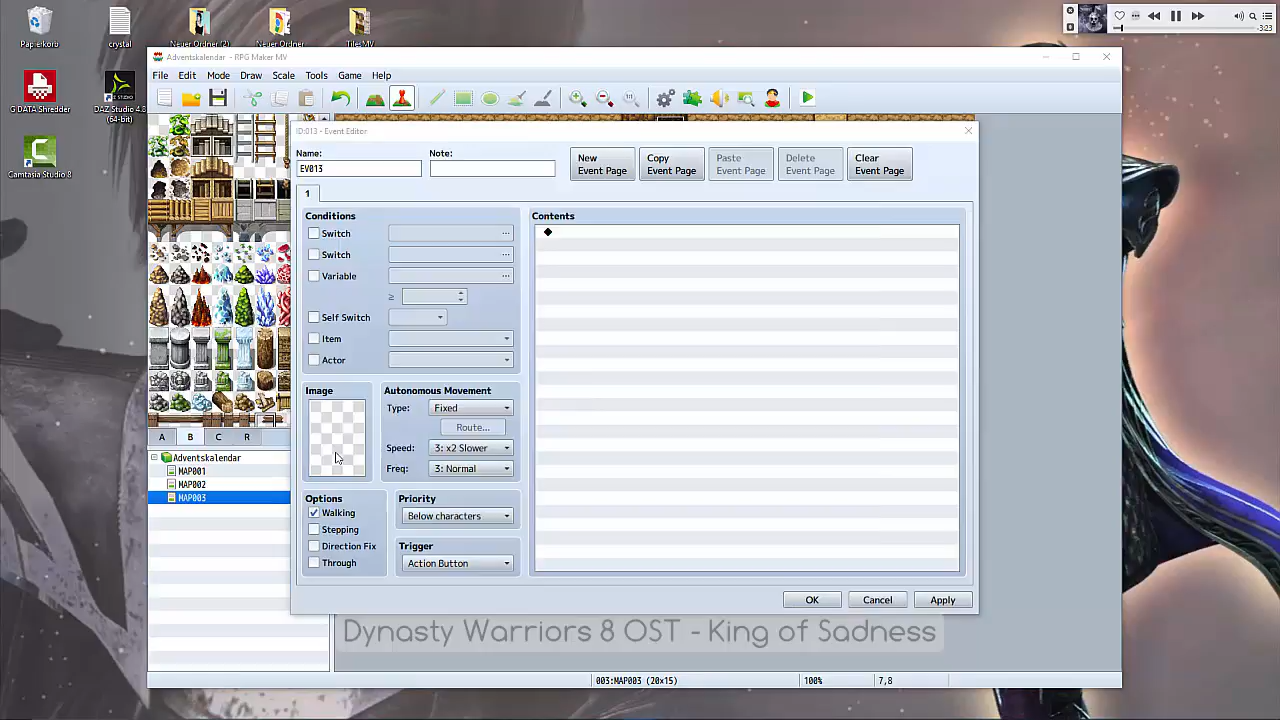 Papierkorb
crystal
Neuer Ordner (2)
Neuer Ordner
TilesMV
-3:23
G DATA Shredder
DAZ Studio 4.8
(64-bit)
Camtasia Studio 8
Adventskalendar - RPG Maker MV
File Edit Mode Draw Scale Tools Game Help
ID:013 - Event Editor
Name:
Note:
EV013
New
Event Page
Copy
Event Page
Paste
Event Page
Delete
Event Page
Clear
Event Page
1
Conditions
Switch ...
Switch ...
Variable ...
≥
Self Switch
Item
Actor
Contents
◆
Image
Autonomous Movement
Type: Fixed
Route...
Speed: 3: x2 Slower
Freq: 3: Normal
Options
Walking
Stepping
Direction Fix
Through
Priority
Below characters
Trigger
Action Button
OK
Cancel
Apply
A B C R
Adventskalendar
MAP001
MAP002
MAP003
Dynasty Warriors 8 OST - King of Sadness
003:MAP003 (20x15)
100%
7,8